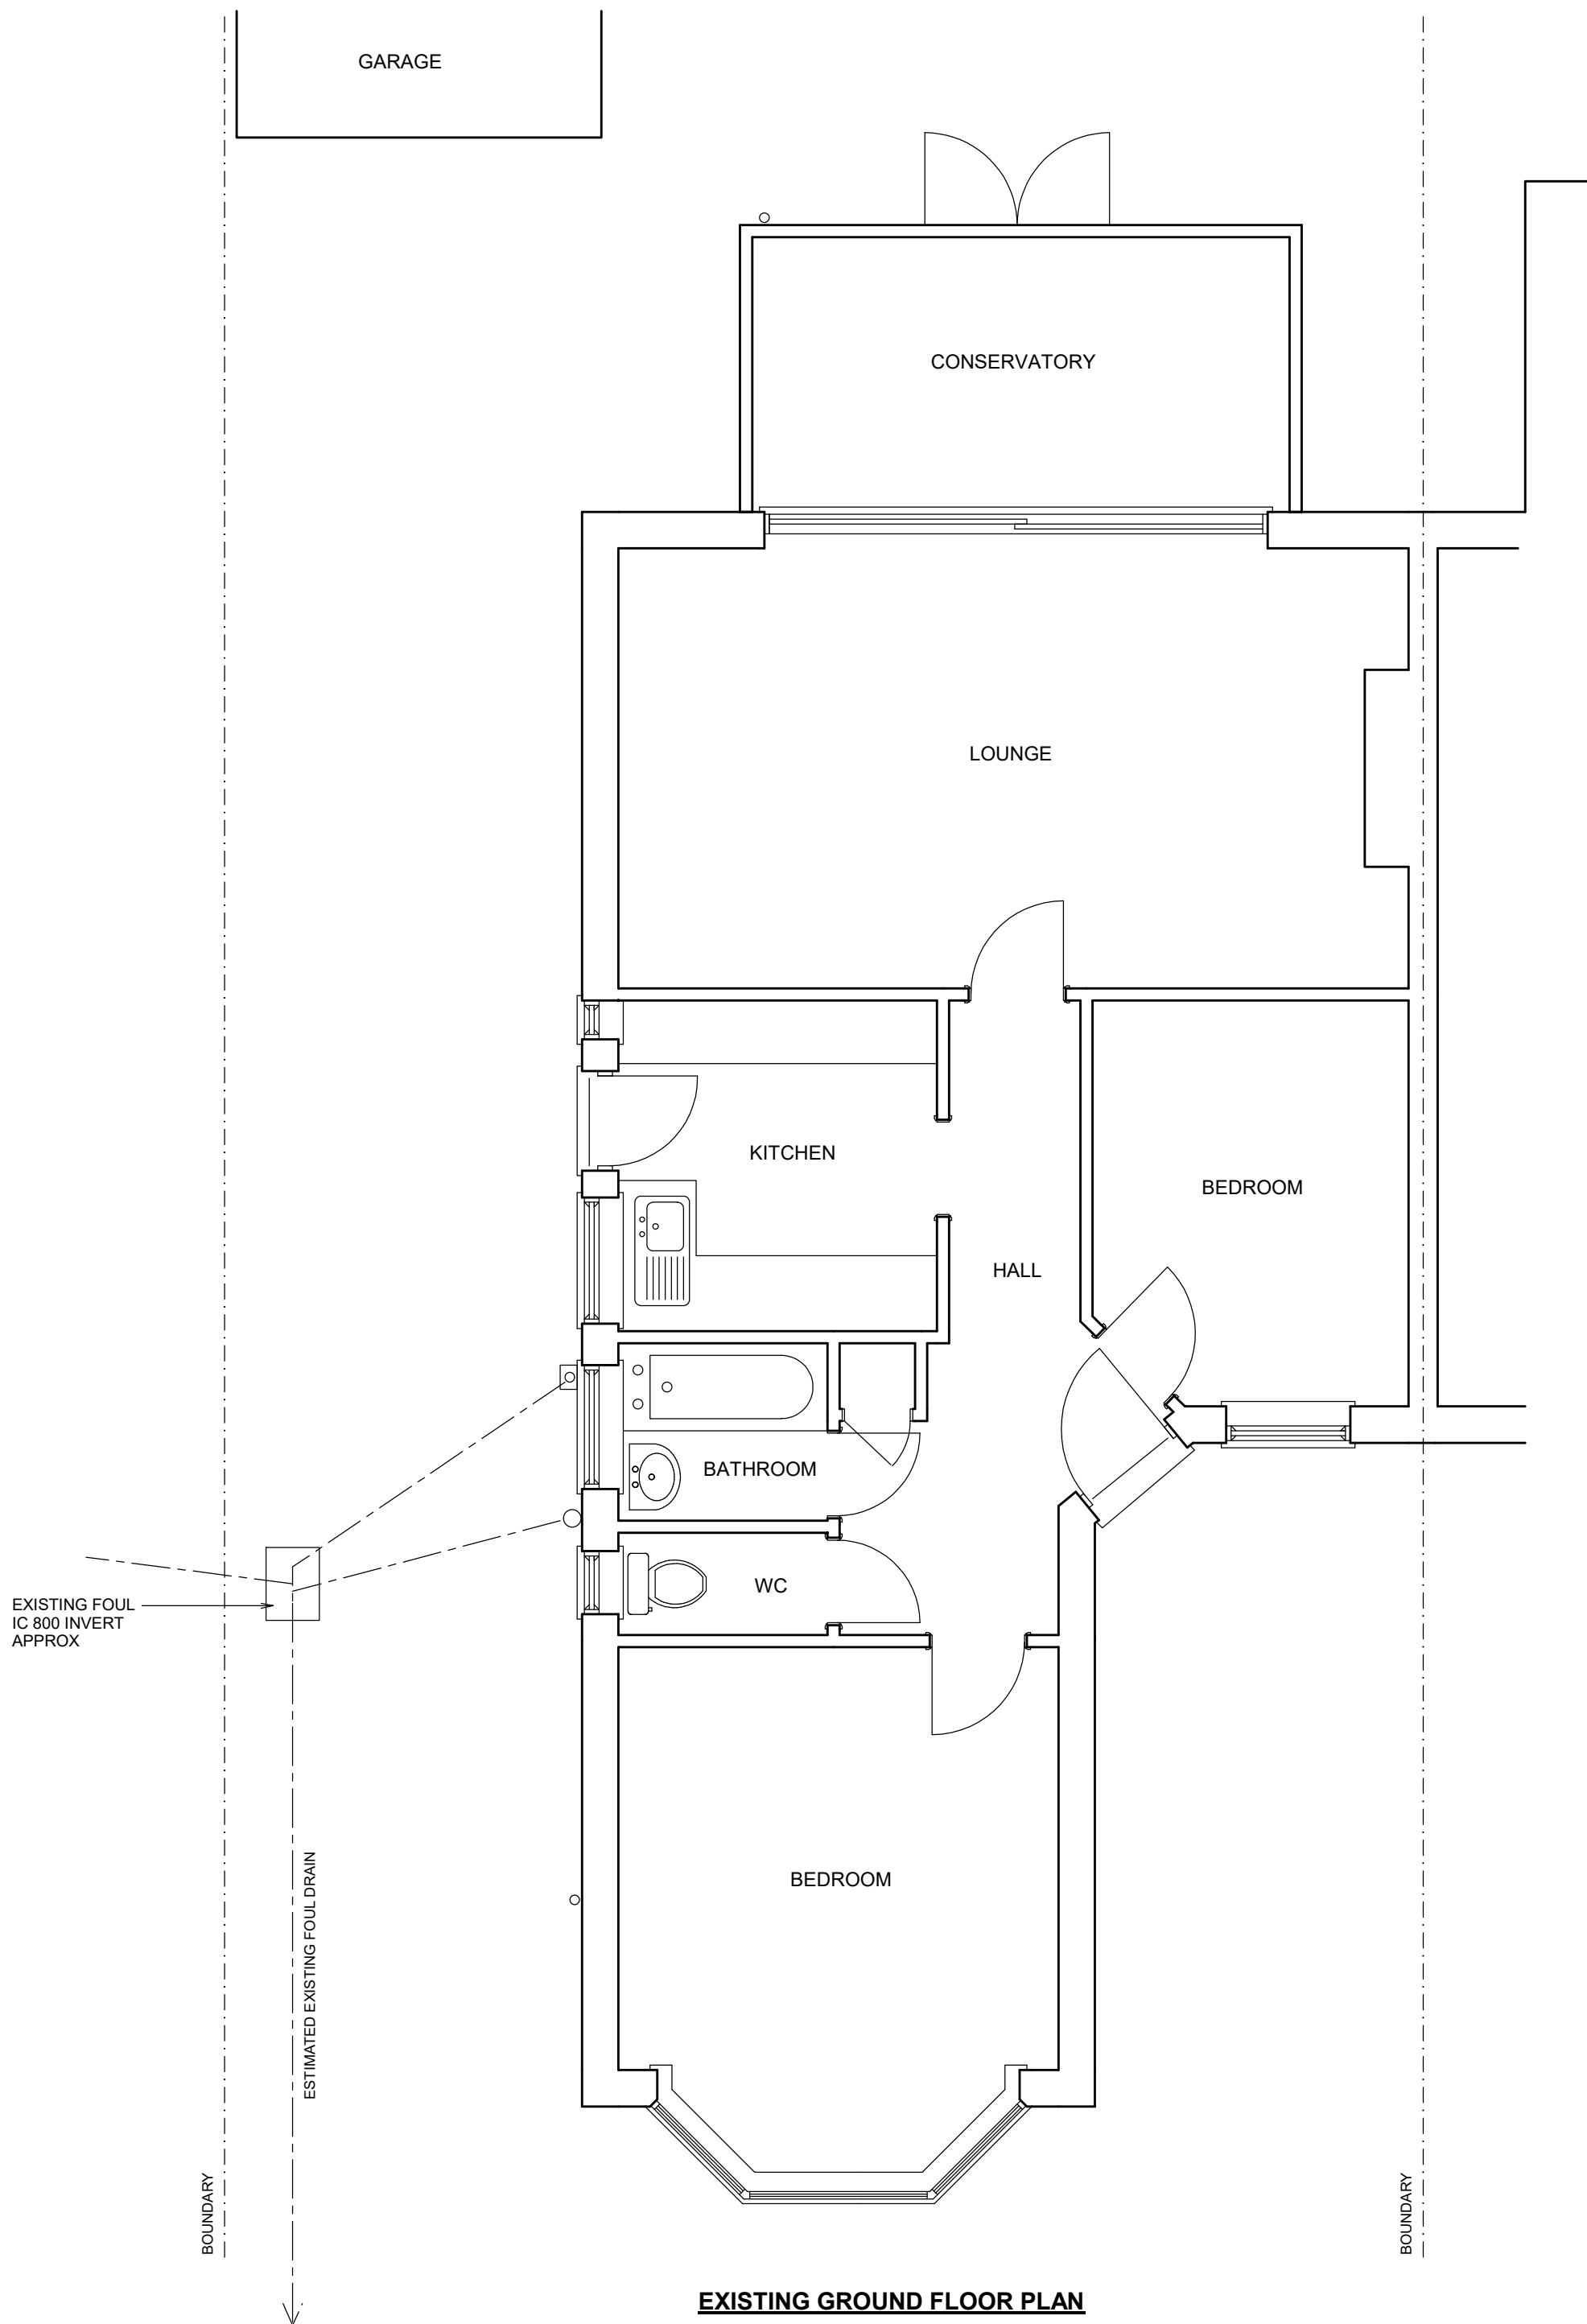 GARAGE
CONSERVATORY
LOUNGE
KITCHEN
BEDROOM
HALL
BATHROOM
WC
EXISTING FOUL
IC 800 INVERT
APPROX
BEDROOM
ESTIMATED EXISTING FOUL DRAIN
BOUNDARY
BOUNDARY
EXISTING GROUND FLOOR PLAN